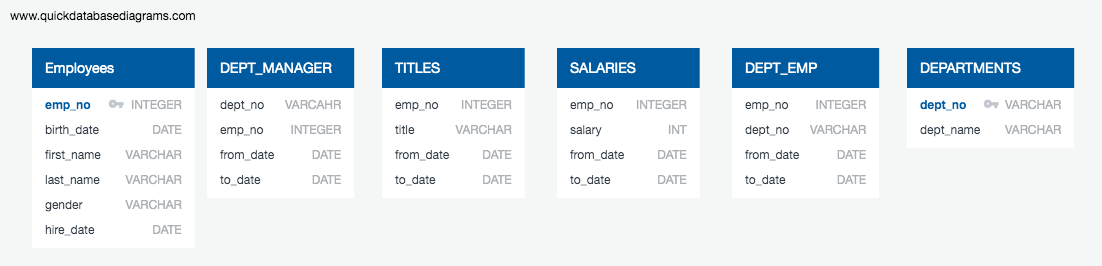 www.quickdatabasediagrams.com
Employees
emp_no INTEGER
birth_date DATE
first_name VARCHAR
last_name VARCHAR
gender VARCHAR
hire_date DATE
DEPT_MANAGER
dept_no VARCAHR
emp_no INTEGER
from_date DATE
to_date DATE
TITLES
emp_no INTEGER
title VARCHAR
from_date DATE
to_date DATE
SALARIES
emp_no INTEGER
salary INT
from_date DATE
to_date DATE
DEPT_EMP
emp_no INTEGER
dept_no VARCHAR
from_date DATE
to_date DATE
DEPARTMENTS
dept_no VARCHAR
dept_name VARCHAR